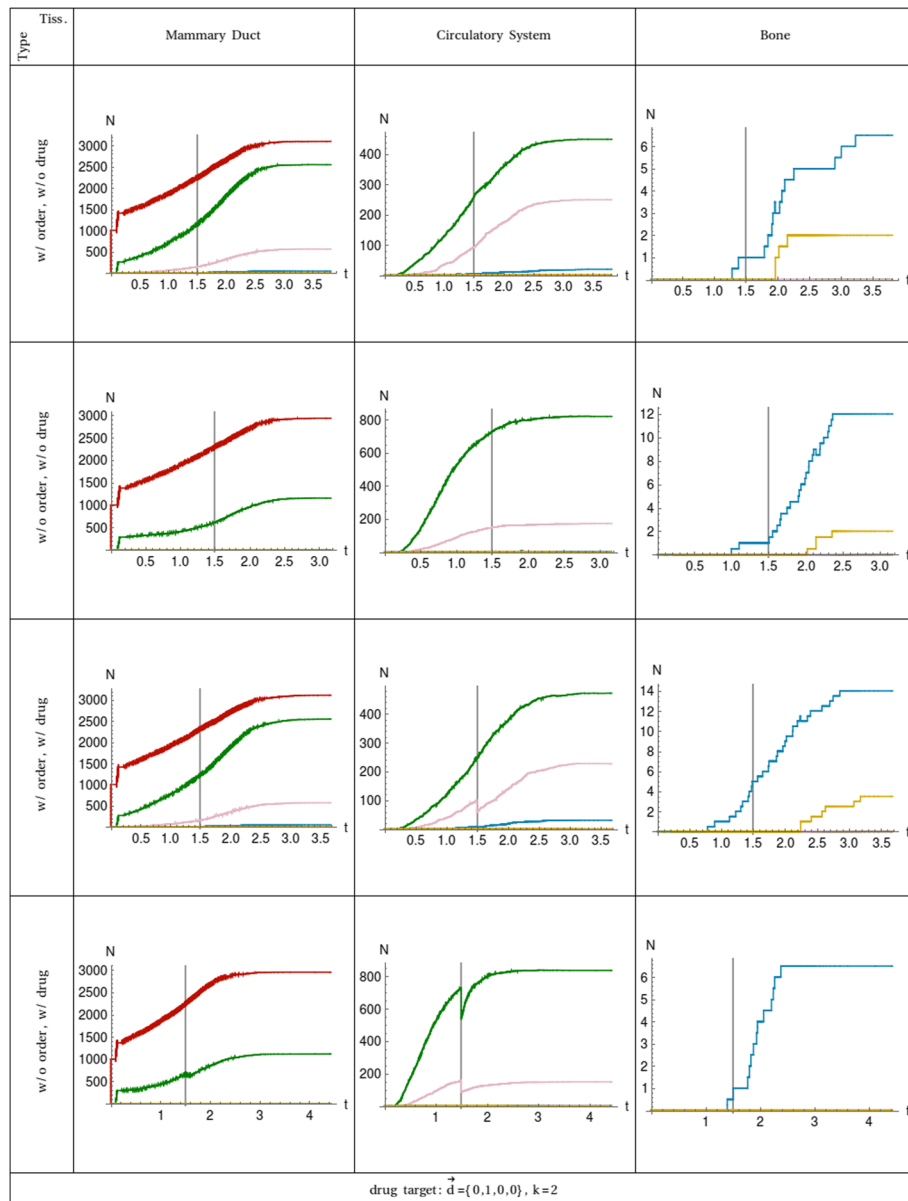 Tiss.
Type
Mammary Duct
Circulatory System
Bone
w/ order, w/o drug
N
3000
2500
2000
1500
1000
500
0.5 1.0 1.5 2.0 2.5 3.0 3.5 t
N
400
300
200
100
0.5 1.0 1.5 2.0 2.5 3.0 3.5 t
N
6
5
4
3
2
1
0.5 1.0 1.5 2.0 2.5 3.0 3.5 t
w/o order, w/o drug
N
3000
2500
2000
1500
1000
500
0.5 1.0 1.5 2.0 2.5 3.0 t
N
800
600
400
200
0.5 1.0 1.5 2.0 2.5 3.0 t
N
12
10
8
6
4
2
0.5 1.0 1.5 2.0 2.5 3.0 t
w/ order, w/ drug
N
3000
2500
2000
1500
1000
500
0.5 1.0 1.5 2.0 2.5 3.0 3.5 t
N
400
300
200
100
0.5 1.0 1.5 2.0 2.5 3.0 3.5 t
N
14
12
10
8
6
4
2
0.5 1.0 1.5 2.0 2.5 3.0 3.5 t
w/o order, w/ drug
N
3000
2500
2000
1500
1000
500
1 2 3 4 t
N
800
600
400
200
1 2 3 4 t
N
6
5
4
3
2
1
1 2 3 4 t
drug target: d⃗={0,1,0,0}, k=2